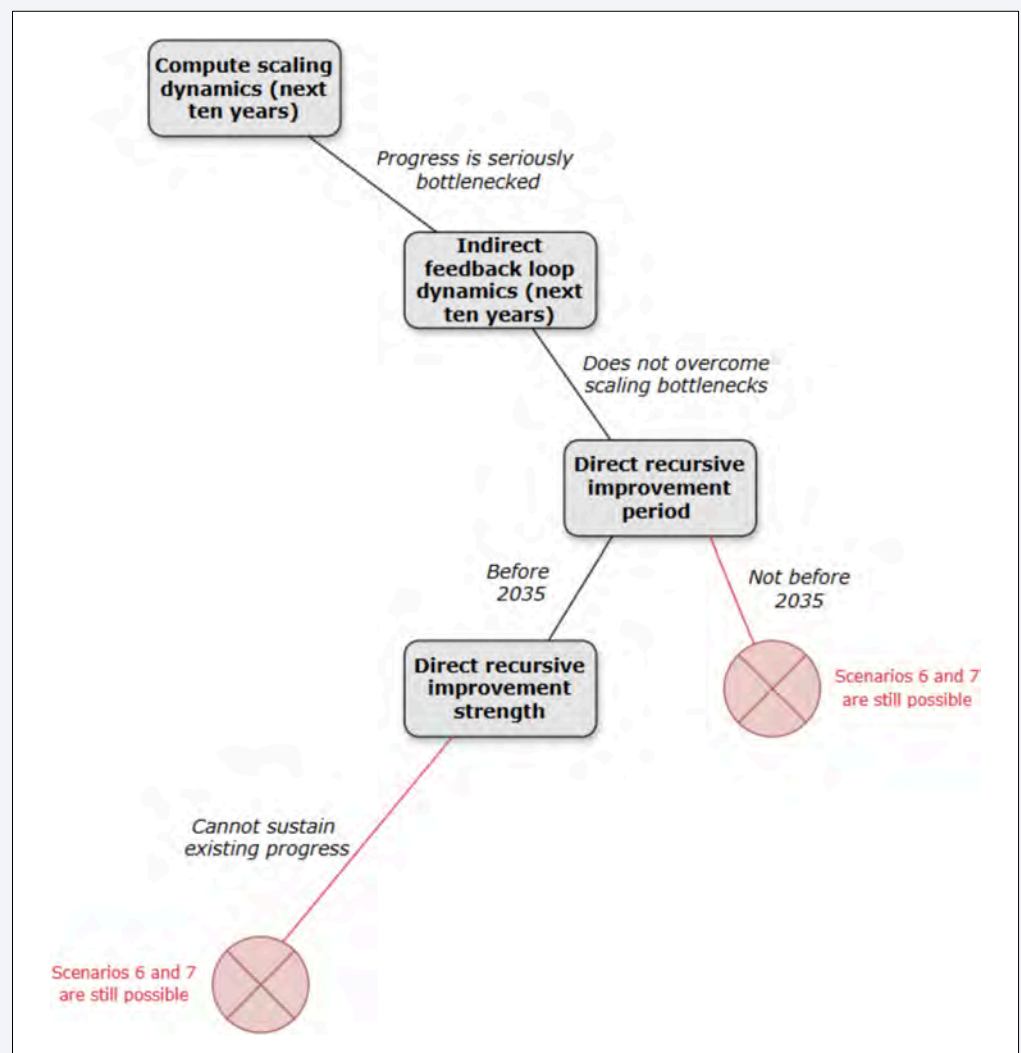 Compute scaling
dynamics (next
ten years)
Progress is seriously
bottlenecked
Indirect
feedback loop
dynamics (next
ten years)
Does not overcome
scaling bottlenecks
Direct recursive
improvement
period
Before
2035
Not before
2035
Direct recursive
improvement
strength
Scenarios 6 and 7
are still possible
Cannot sustain
existing progress
Scenarios 6 and 7
are still possible